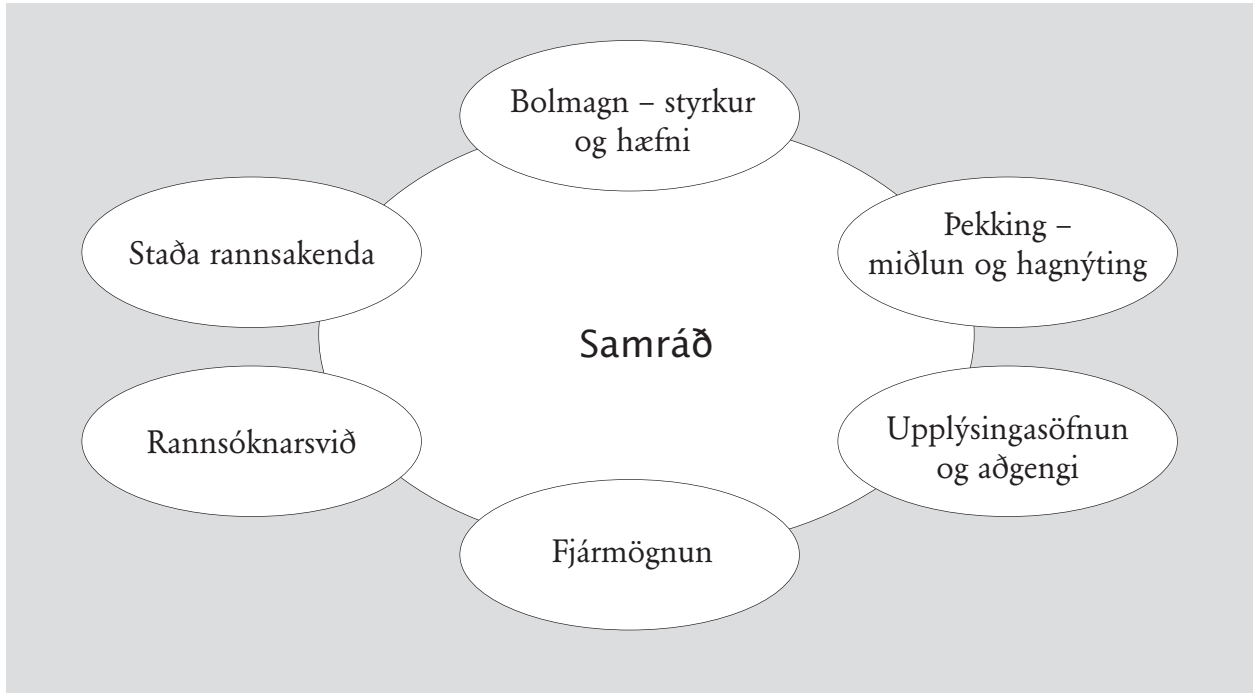 Bolmagn – styrkur
og hæfni
Staða rannsakenda
Þekking –
miðlun og hagnýting
Samráð
Rannsóknarsvið
Upplýsingasöfnun
og aðgengi
Fjármögnun